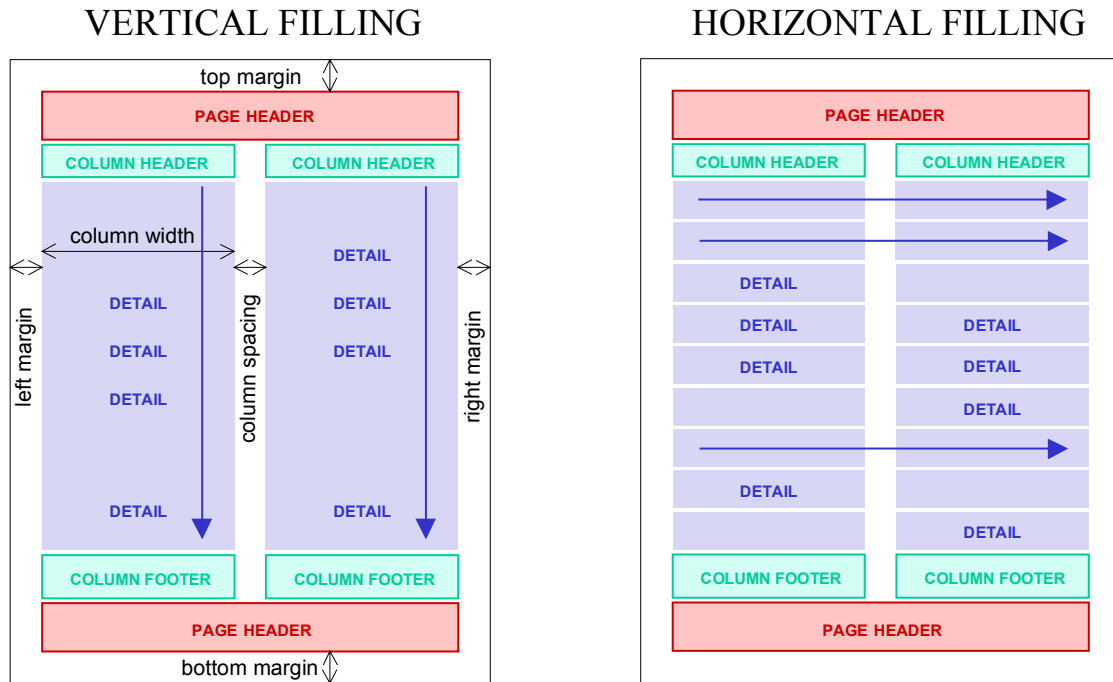 VERTICAL FILLING
top margin
PAGE HEADER
COLUMN HEADER COLUMN HEADER
column width
DETAIL
left margin
DETAIL
column spacing
DETAIL
right margin
DETAIL DETAIL
DETAIL
DETAIL
COLUMN FOOTER COLUMN FOOTER
PAGE HEADER
bottom margin
HORIZONTAL FILLING
PAGE HEADER
COLUMN HEADER COLUMN HEADER
DETAIL
DETAIL DETAIL
DETAIL DETAIL
DETAIL
DETAIL
DETAIL
COLUMN FOOTER COLUMN FOOTER
PAGE HEADER